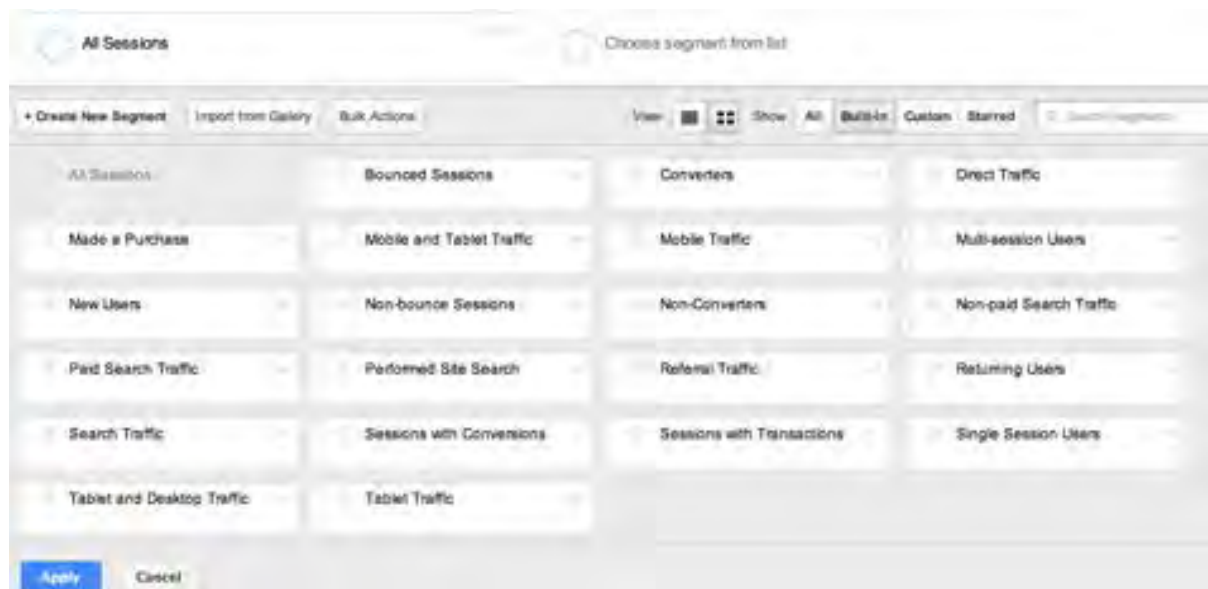 All Sessions Choose segment from list
+ Create New Segment Import from Gallery Bulk Actions View Show All Built-in Custom Starred Search segments
All Sessions Bounced Sessions Converters Direct Traffic
Made a Purchase Mobile and Tablet Traffic Mobile Traffic Multi-session Users
New Users Non-bounce Sessions Non-Converters Non-paid Search Traffic
Paid Search Traffic Performed Site Search Referral Traffic Returning Users
Search Traffic Sessions with Conversions Sessions with Transactions Single Session Users
Tablet and Desktop Traffic Tablet Traffic
Apply Cancel